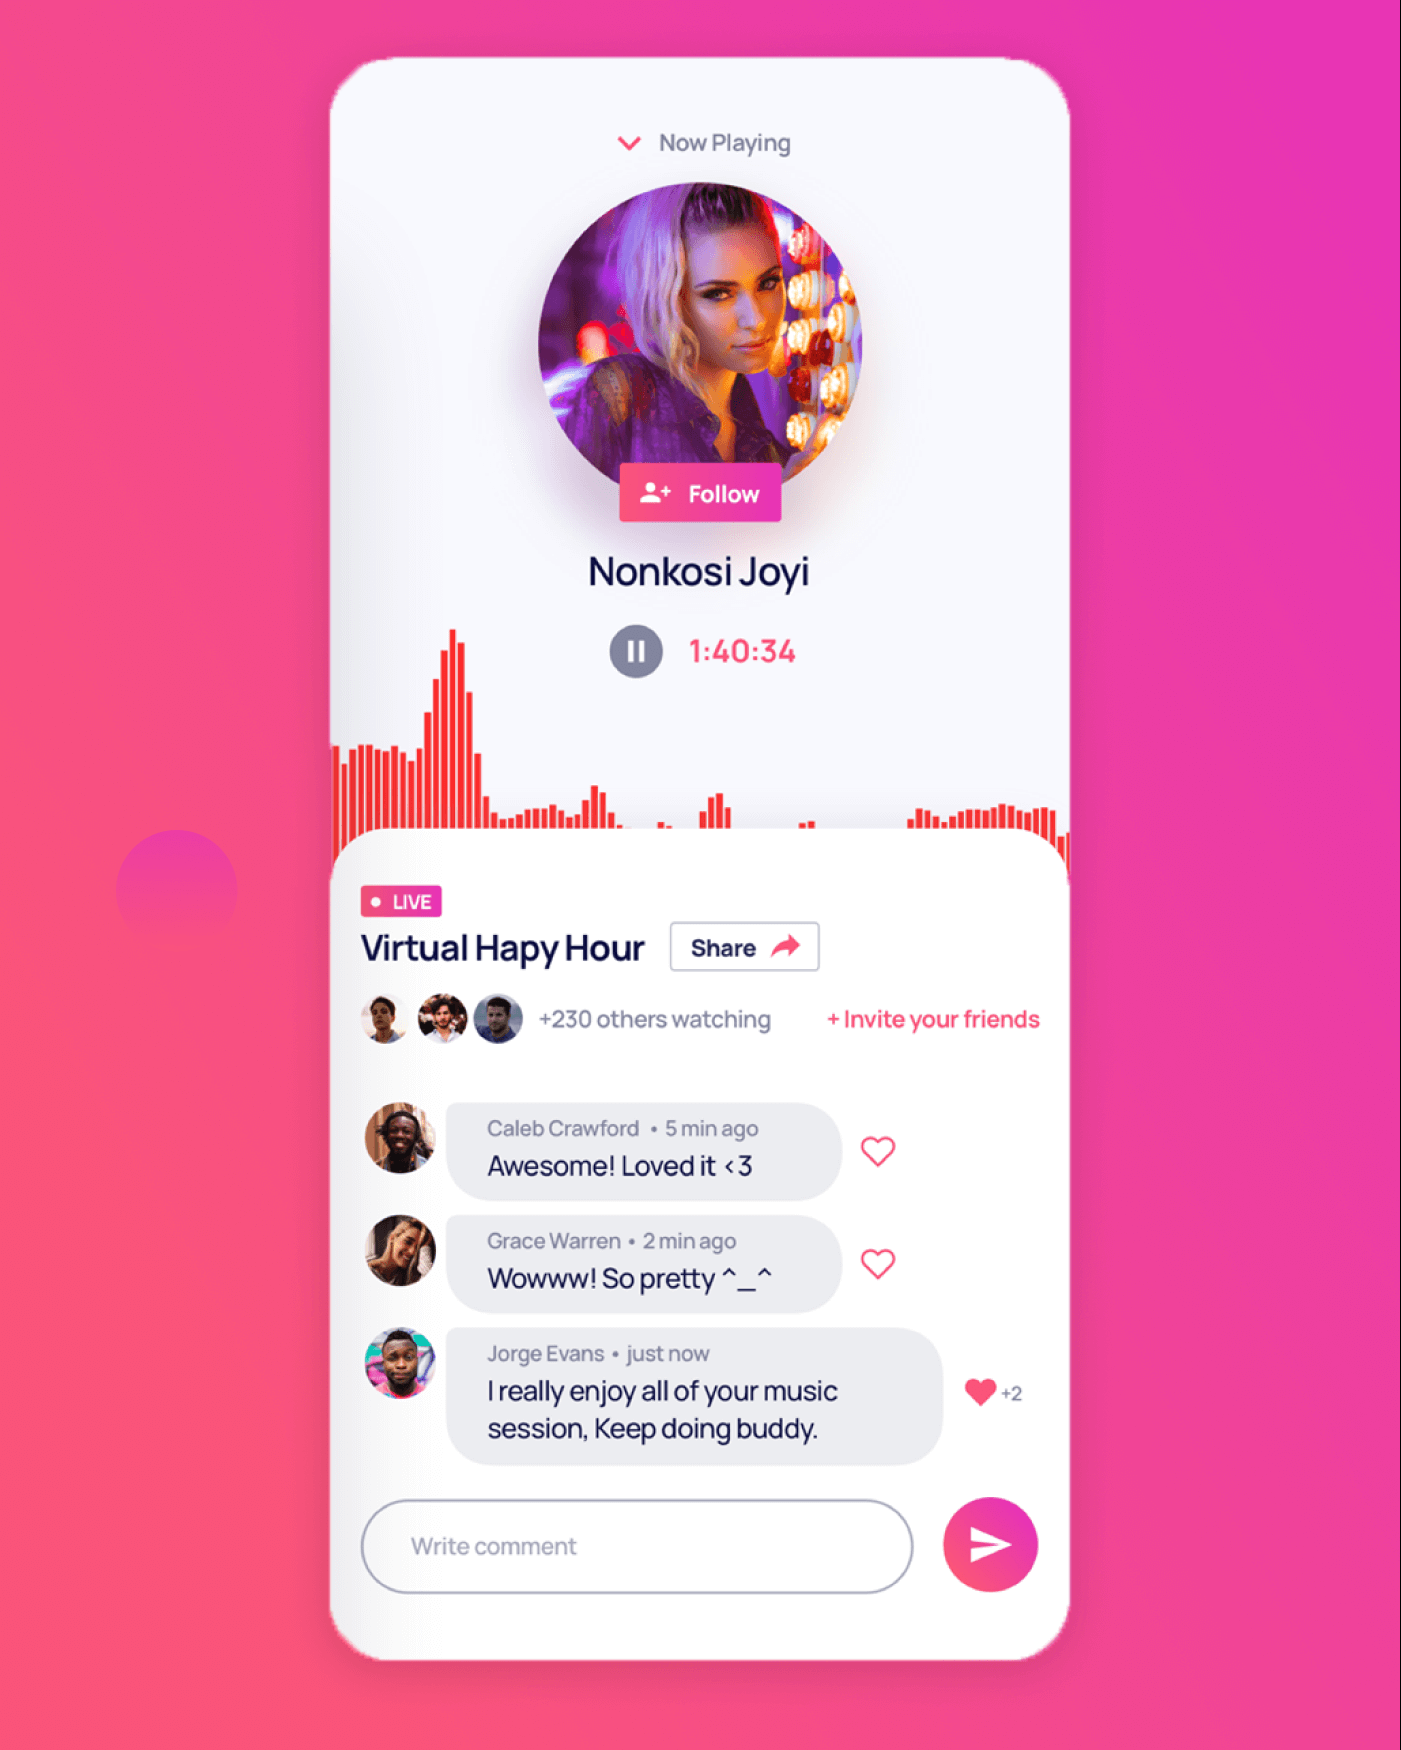 Now Playing
Follow
Nonkosi Joyi
1:40:34
LIVE
Virtual Hapy Hour
Share
+230 others watching
+ Invite your friends
Caleb Crawford • 5 min ago
Awesome! Loved it <3
Grace Warren • 2 min ago
Wowww! So pretty ^_^
Jorge Evans • just now
I really enjoy all of your music
session, Keep doing buddy.
+2
Write comment